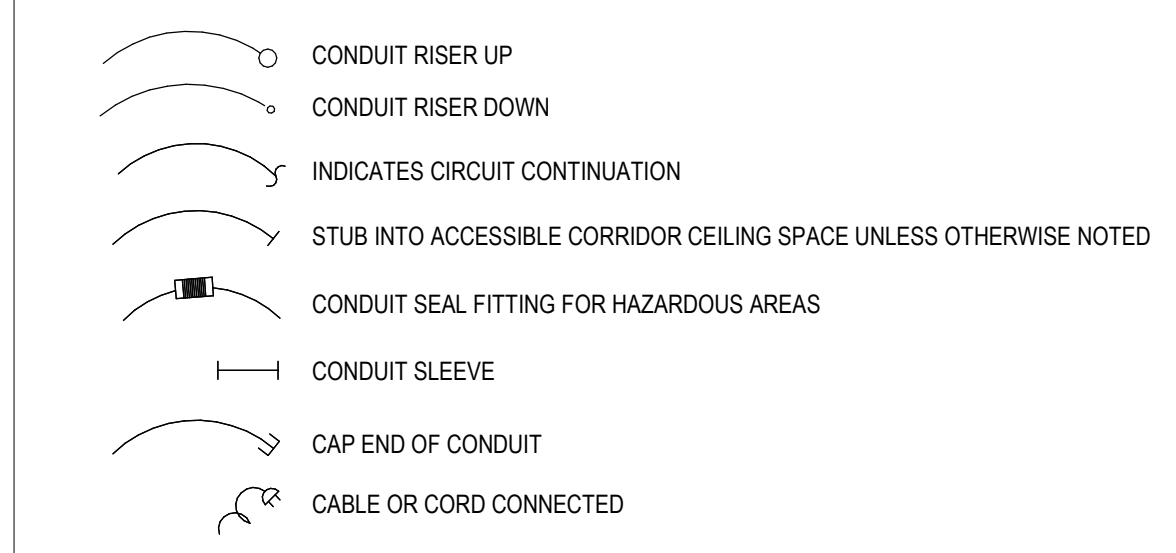 CONDUIT RISER UP
CONDUIT RISER DOWN
INDICATES CIRCUIT CONTINUATION
STUB INTO ACCESSIBLE CORRIDOR CEILING SPACE UNLESS OTHERWISE NOTED
CONDUIT SEAL FITTING FOR HAZARDOUS AREAS
CONDUIT SLEEVE
CAP END OF CONDUIT
CABLE OR CORD CONNECTED